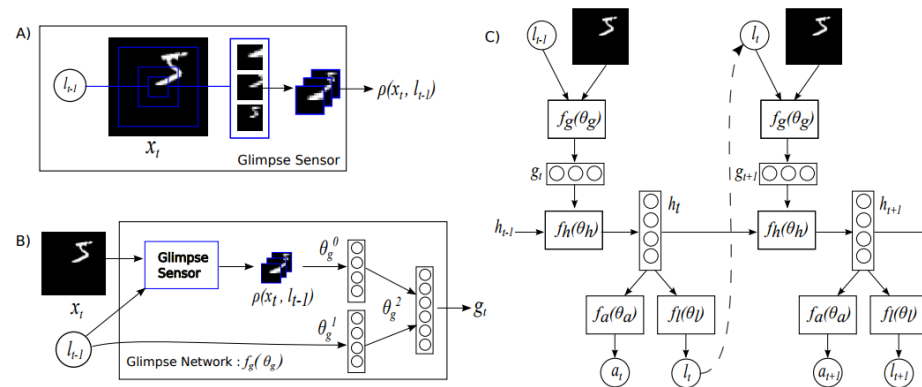 A)
l_{t-1}
x_t
ρ(x_t, l_{t-1})
Glimpse Sensor
B)
x_t
l_{t-1}
Glimpse
Sensor
ρ(x_t, l_{t-1})
θ_g^0
θ_g^1
θ_g^2
g_t
Glimpse Network : f_g( θ_g )
C)
l_{t-1}
l_t
f_g(θ_g)
f_g(θ_g)
g_t
g_{t+1}
h_{t-1}
f_h(θ_h)
h_t
f_h(θ_h)
h_{t+1}
f_a(θ_a)
f_l(θ_l)
f_a(θ_a)
f_l(θ_l)
a_t
l_t
a_{t+1}
l_{t+1}